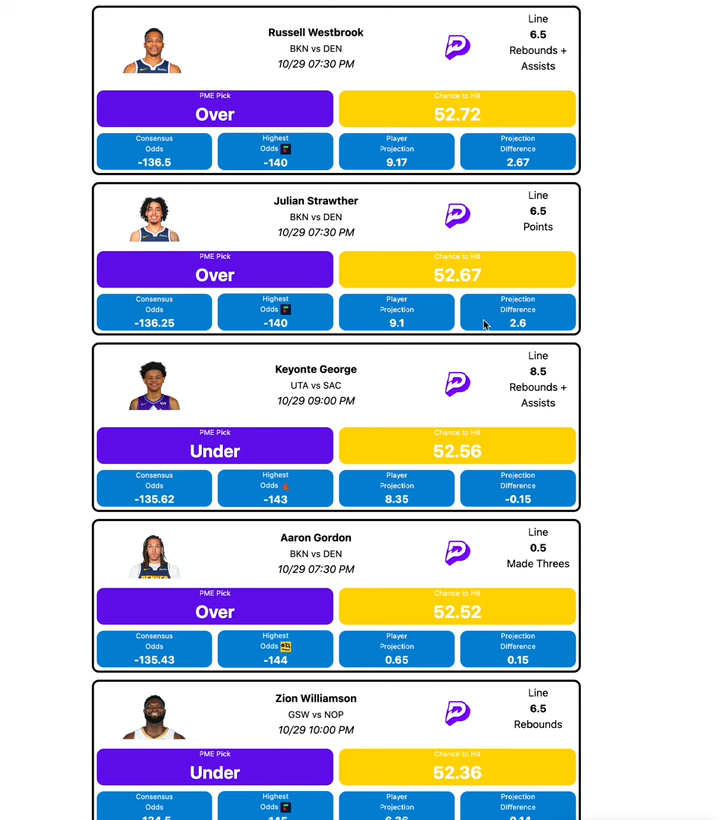 Russell Westbrook
BKN vs DEN
10/29 07:30 PM
Line
6.5
Rebounds +
Assists
PME Pick
Over
Chance to Hit
52.72
Consensus
Odds
-136.5
Highest
Odds
-140
Player
Projection
9.17
Projection
Difference
2.67
Julian Strawther
BKN vs DEN
10/29 07:30 PM
Line
6.5
Points
PME Pick
Over
Chance to Hit
52.67
Consensus
Odds
-136.25
Highest
Odds
-140
Player
Projection
9.1
Projection
Difference
2.6
Keyonte George
UTA vs SAC
10/29 09:00 PM
Line
8.5
Rebounds +
Assists
PME Pick
Under
Chance to Hit
52.56
Consensus
Odds
-135.62
Highest
Odds
-143
Player
Projection
8.35
Projection
Difference
-0.15
Aaron Gordon
BKN vs DEN
10/29 07:30 PM
Line
0.5
Made Threes
PME Pick
Over
Chance to Hit
52.52
Consensus
Odds
-135.43
Highest
Odds
-144
Player
Projection
0.65
Projection
Difference
0.15
Zion Williamson
GSW vs NOP
10/29 10:00 PM
Line
6.5
Rebounds
PME Pick
Under
Chance to Hit
52.36
Consensus
Odds
Highest
Odds
Player
Projection
Projection
Difference